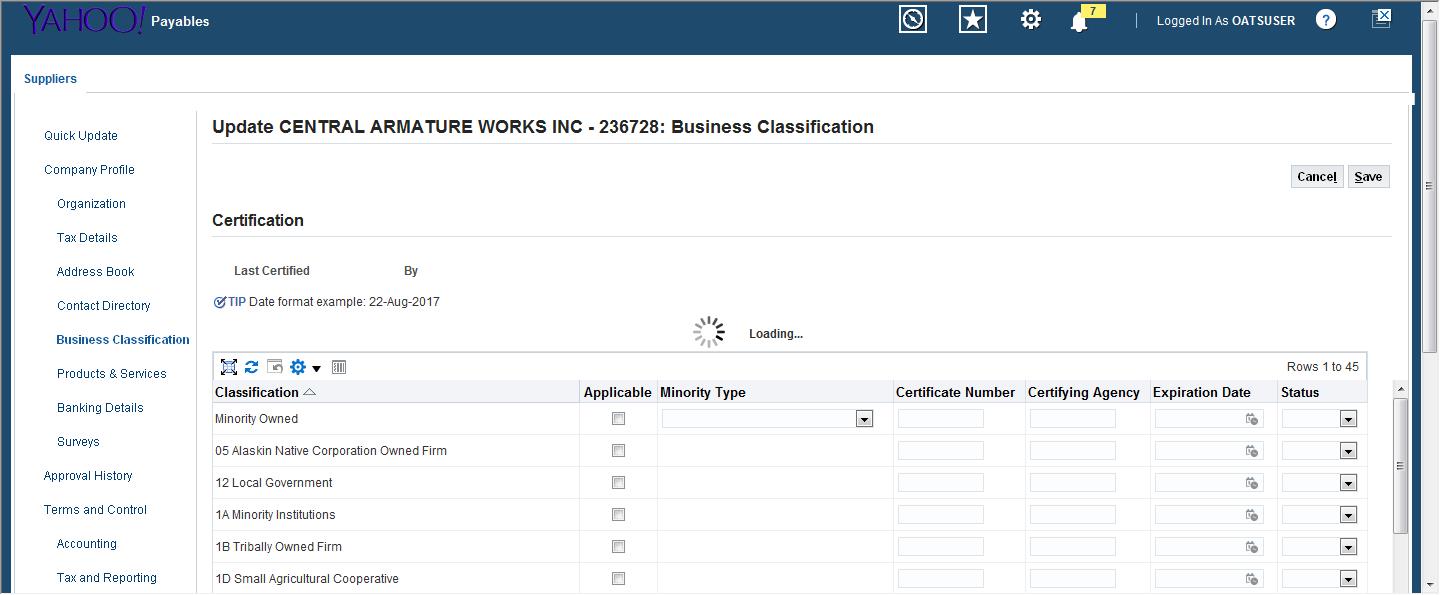 YAHOO! Payables 7 Logged In As OATSUSER ?
Suppliers
Update CENTRAL ARMATURE WORKS INC - 236728: Business Classification
Quick Update
Company Profile
Organization
Tax Details
Address Book
Contact Directory
Business Classification
Products & Services
Banking Details
Surveys
Approval History
Terms and Control
Accounting
Tax and Reporting
Cancel Save
Certification
Last Certified By
TIP Date format example: 22-Aug-2017
Loading...
Rows 1 to 45
Classification Applicable Minority Type Certificate Number Certifying Agency Expiration Date Status
Minority Owned
05 Alaskin Native Corporation Owned Firm
12 Local Government
1A Minority Institutions
1B Tribally Owned Firm
1D Small Agricultural Cooperative